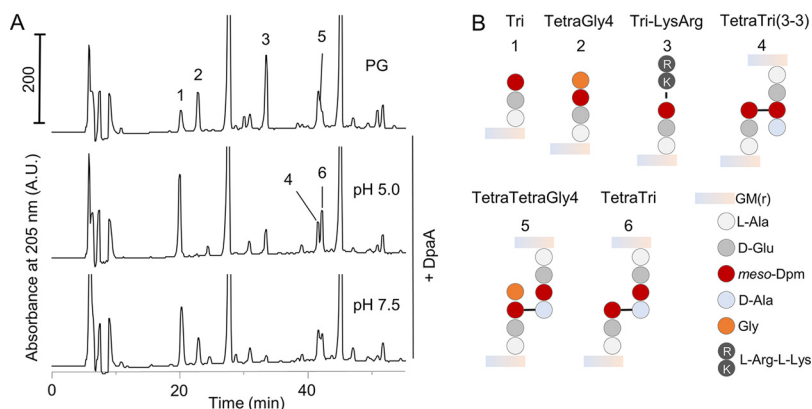 A
200
Absorbance at 205 nm (A.U.)
1
2
3
5
PG
4
6
pH 5.0
pH 7.5
+ DpaA
0
20
40
Time (min)
B
Tri
1
TetraGly4
2
Tri-LysArg
3
R
K
TetraTri(3-3)
4
TetraTetraGly4
5
TetraTri
6
GM(r)
L-Ala
D-Glu
meso-Dpm
D-Ala
Gly
R
K
L-Arg-L-Lys